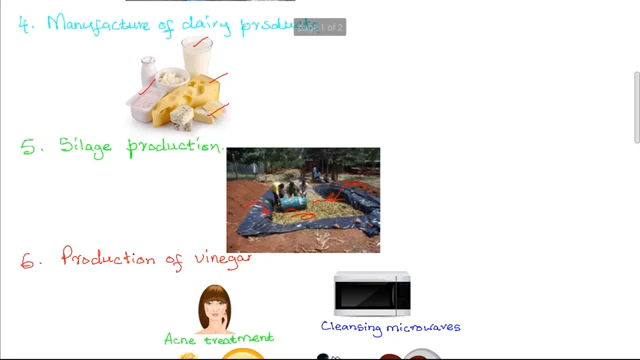 4. Manufacture of dairy products
Page 1 of 2
5. Silage production.
6. Production of vinegar
Cleansing microwaves
Acne treatment